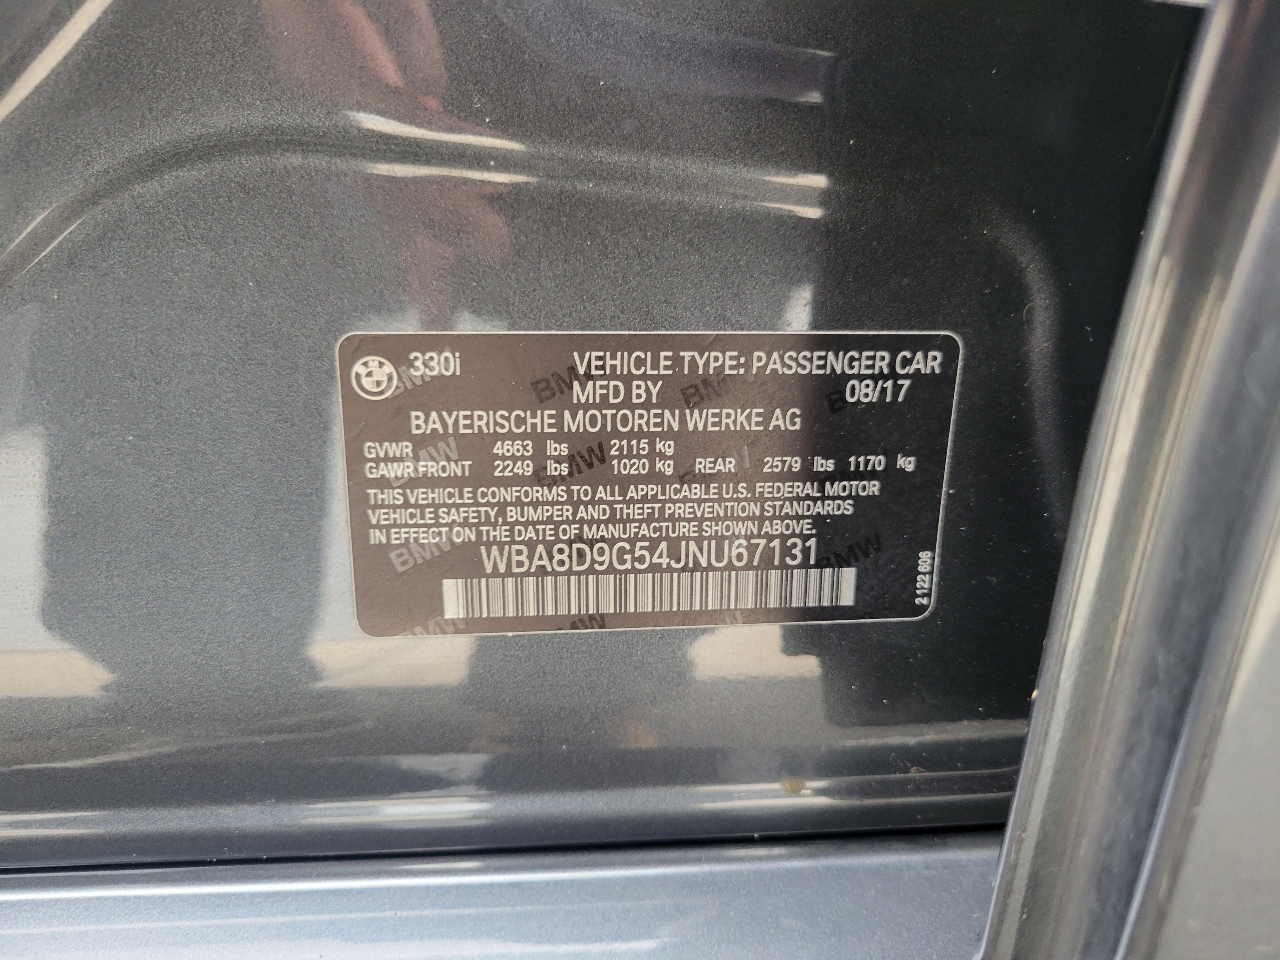 330i VEHICLE TYPE: PASSENGER CAR
MFD BY 08/17
BAYERISCHE MOTOREN WERKE AG
GVWR 4663 lbs 2115 kg
GAWR FRONT 2249 lbs 1020 kg REAR 2579 lbs 1170 kg
THIS VEHICLE CONFORMS TO ALL APPLICABLE U.S. FEDERAL MOTOR
VEHICLE SAFETY, BUMPER AND THEFT PREVENTION STANDARDS
IN EFFECT ON THE DATE OF MANUFACTURE SHOWN ABOVE.
WBA8D9G54JNU67131
2 122 606